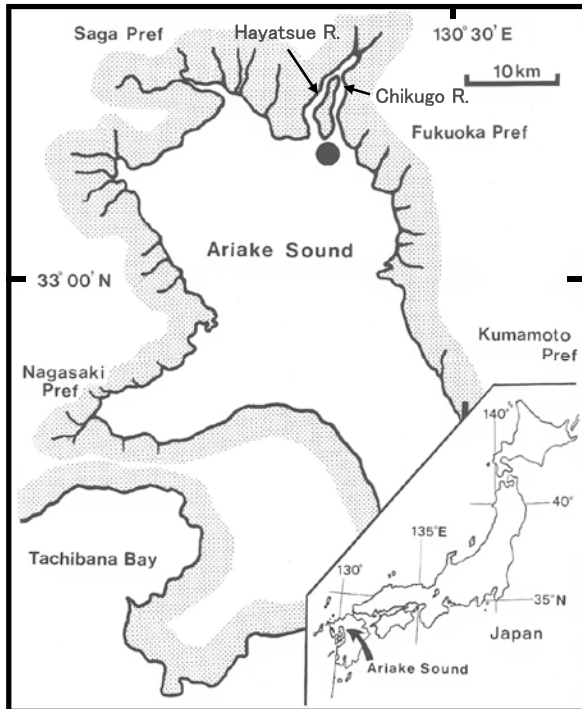 Saga Pref
Hayatsue R.
130° 30' E
10 km
Chikugo R.
Fukuoka Pref
Ariake Sound
33° 00' N
Kumamoto
Pref
Nagasaki
Pref
140°
40°
135°E
130°
Tachibana Bay
35°N
Japan
Ariake Sound